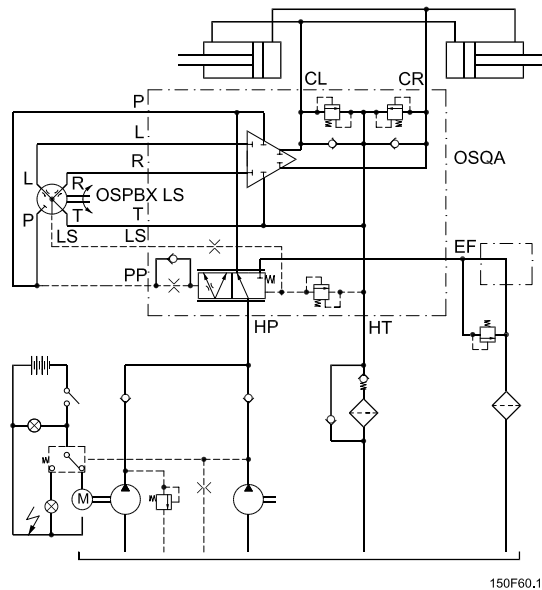 CL CR
P
L
OSQA
R
L R OSPBX LS
P T T
LS LS
EF
PP
HP HT
M
150F60.1